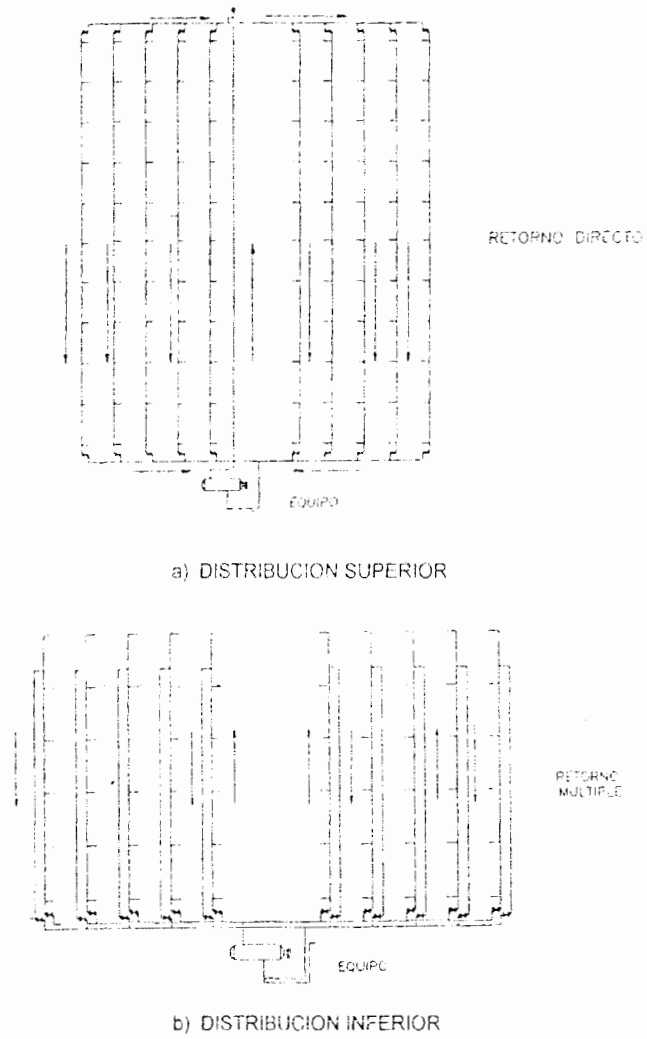 RETORNO DIRECTO
EQUIPO
a) DISTRIBUCION SUPERIOR
RETORNO
MULTIPLE
EQUIPO
b) DISTRIBUCION INFERIOR